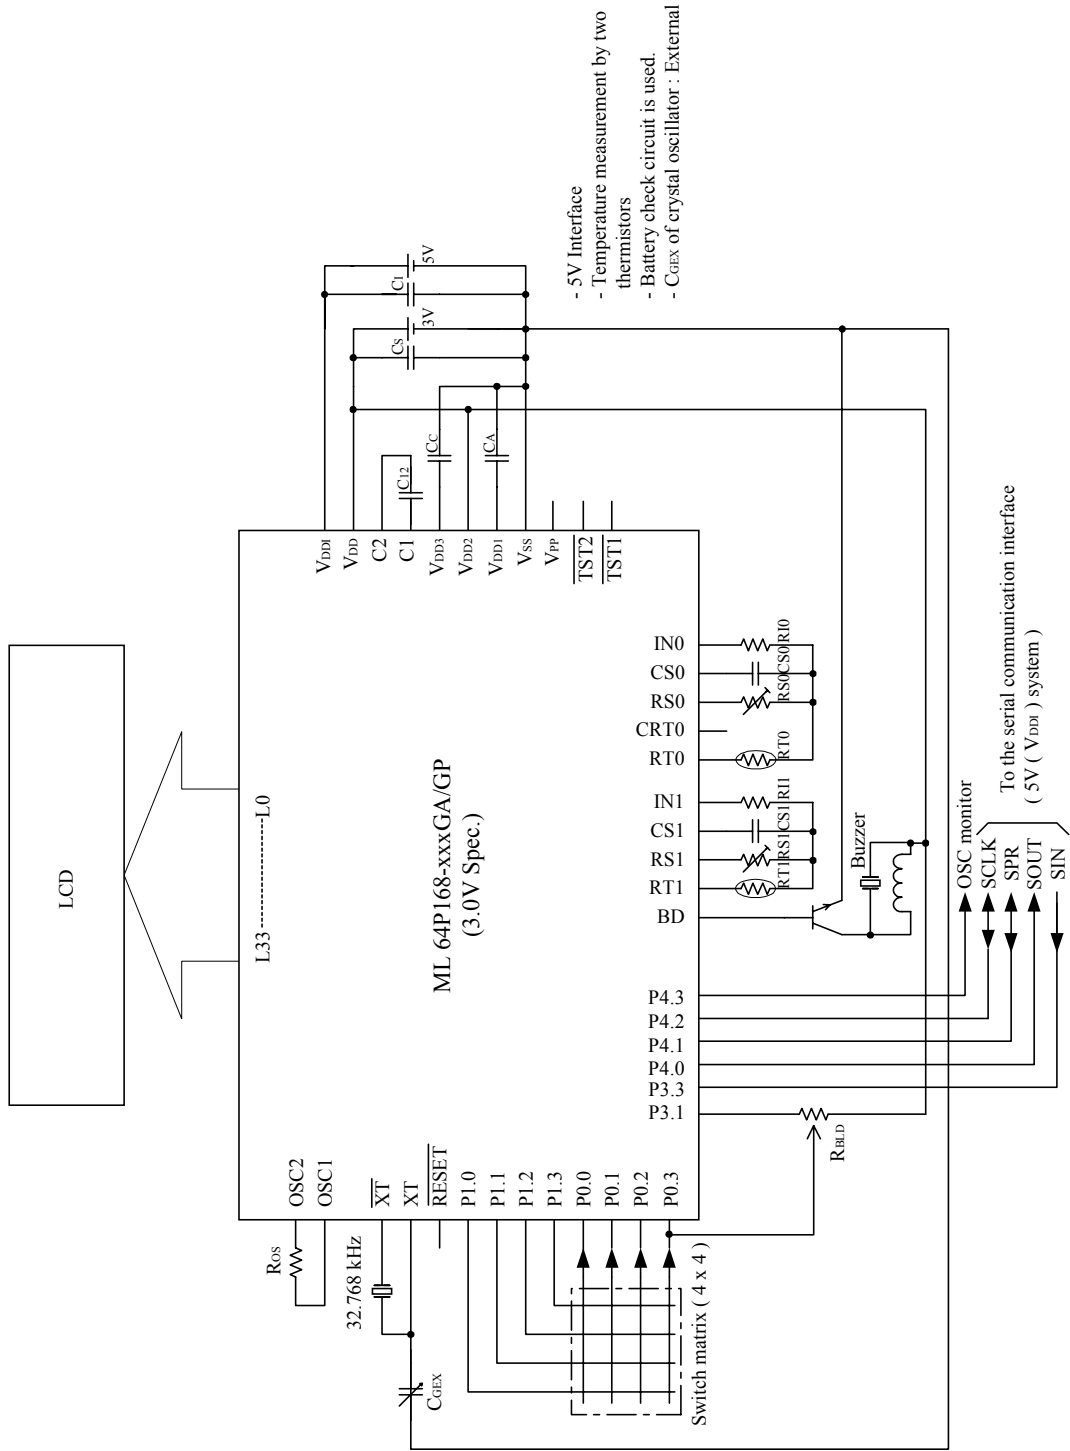 LCD
L33
L0
ML 64P168-xxxGA/GP
(3.0V Spec.)
OSC2
OSC1
XT
XT
RESET
P1.0
P1.1
P1.2
P1.3
P0.0
P0.1
P0.2
P0.3
ROS
32.768 kHz
CGEX
Switch matrix ( 4 x 4 )
VDDI
VDD
C2
C1
VDD3
VDD2
VDD1
VSS
VPP
TST2
TST1
C12
CC
CA
CS
3V
CI
5V
P3.1
P3.3
P4.0
P4.1
P4.2
P4.3
BD
RT1
RS1
CS1
IN1
RT0
CRT0
RS0
CS0
IN0
RT1
RS1
CS1
RI1
RT0
RS0
CS0
RI0
RBLD
Buzzer
OSC monitor
SCLK
SPR
SOUT
SIN
To the serial communication interface
( 5V ( VDDI ) system )
- 5V Interface
- Temperature measurement by two
thermistors
- Battery check circuit is used.
- CGEX of crystal oscillator : External